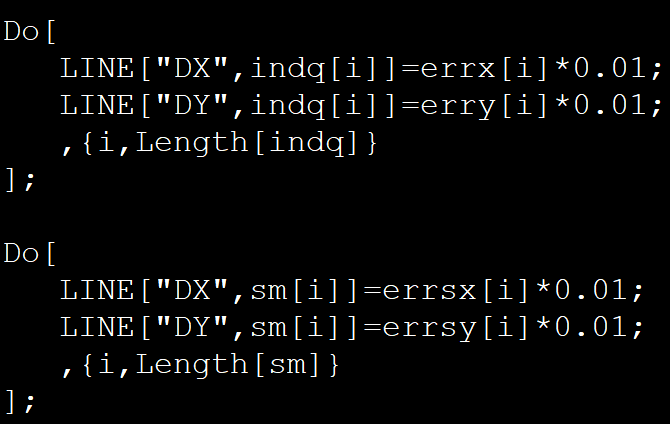 Do[
   LINE["DX",indq[i]]=errx[i]*0.01;
   LINE["DY",indq[i]]=erry[i]*0.01;
   ,{i,Length[indq]}
];

Do[
   LINE["DX",sm[i]]=errsx[i]*0.01;
   LINE["DY",sm[i]]=errsy[i]*0.01;
   ,{i,Length[sm]}
];